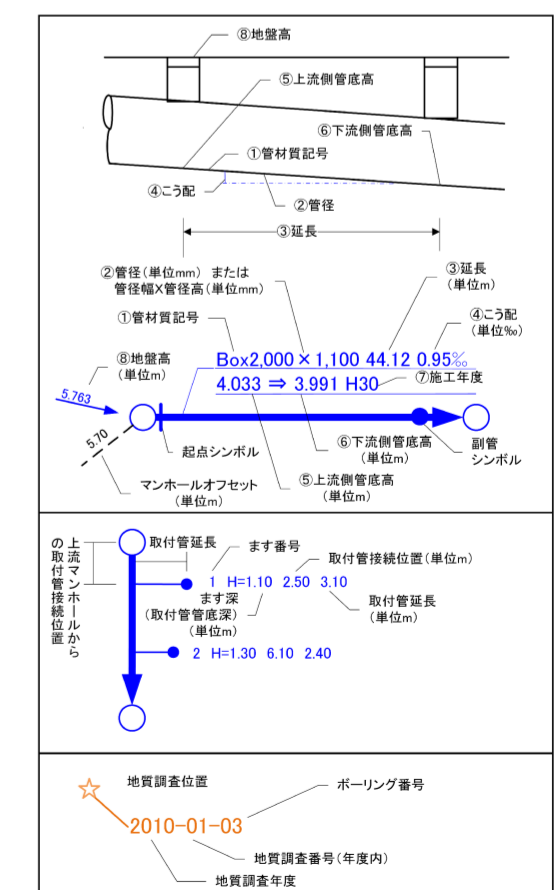 ⑧地盤高
⑤上流側管底高
⑥下流側管底高
①管材質記号
④こう配
②管径
③延長
②管径(単位mm) または
管径幅X管径高(単位mm)
③延長
(単位m)
①管材質記号
④こう配
(単位‰)
⑧地盤高
(単位m)
Box2,000×1,100 44.12 0.95‰
4.033 ⇒ 3.991 H30
⑦施工年度
5.763
5.70
起点シンボル
⑥下流側管底高
(単位m)
副管
シンボル
マンホールオフセット
(単位m)
⑤上流側管底高
(単位m)
上流マンホールから
の取付管接続位置
取付管延長
ます番号
取付管接続位置(単位m)
1 H=1.10 2.50 3.10
ます深
(取付管管底深)
(単位m)
取付管延長
(単位m)
2 H=1.30 6.10 2.40
地質調査位置
ボーリング番号
2010-01-03
地質調査番号(年度内)
地質調査年度